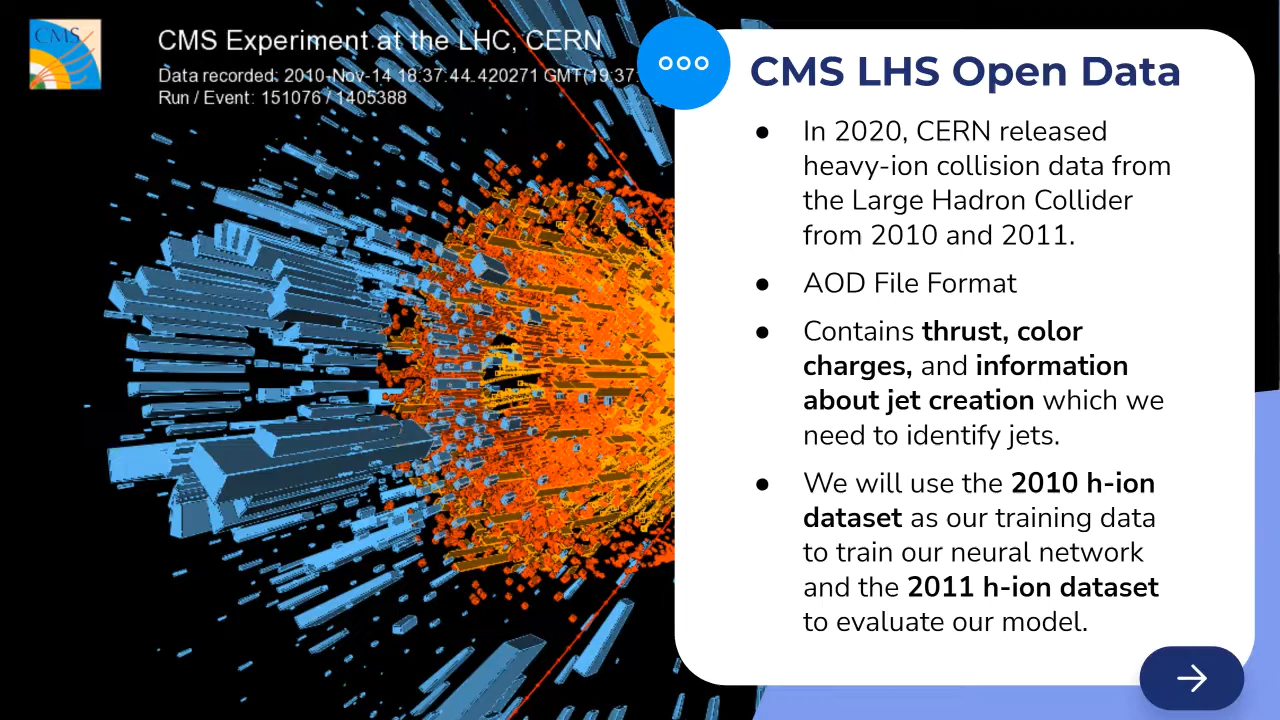 CMS
CMS Experiment at the LHC, CERN
Data recorded: 2010-Nov-14 18:37:44.420271 GMT(19:37:
Run / Event: 151076 / 1405388
CMS LHS Open Data
● In 2020, CERN released
heavy-ion collision data from
the Large Hadron Collider
from 2010 and 2011.
● AOD File Format
● Contains thrust, color
charges, and information
about jet creation which we
need to identify jets.
● We will use the 2010 h-ion
dataset as our training data
to train our neural network
and the 2011 h-ion dataset
to evaluate our model.